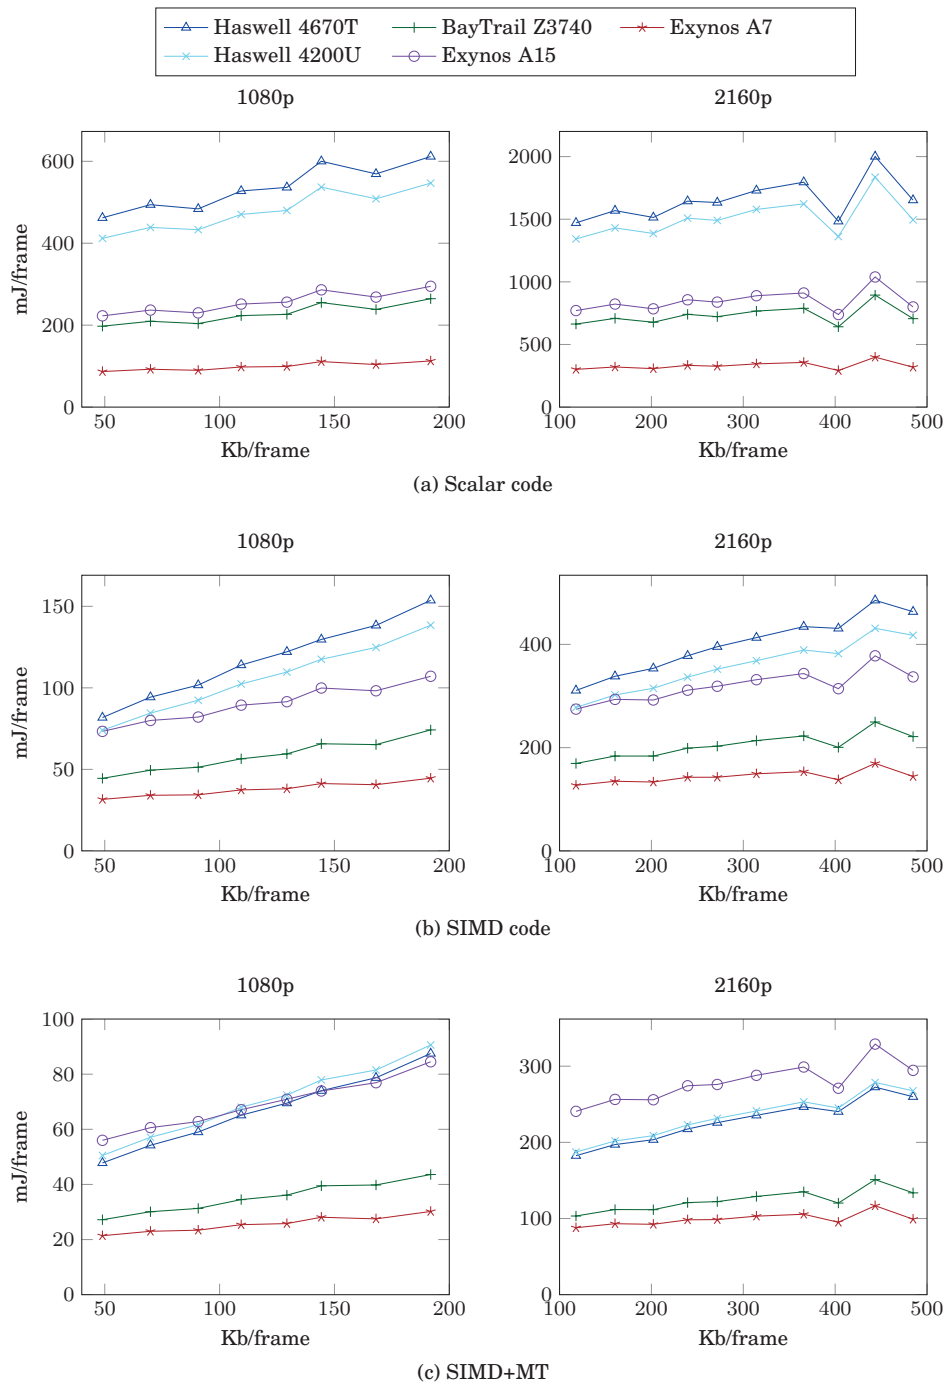 Haswell 4670T BayTrail Z3740 Exynos A7
Haswell 4200U Exynos A15
1080p 2160p
mJ/frame
600
400
200
0
50 100 150 200
Kb/frame
2000
1500
1000
500
0
100 200 300 400 500
Kb/frame
(a) Scalar code
1080p 2160p
mJ/frame
150
100
50
0
50 100 150 200
Kb/frame
400
200
0
100 200 300 400 500
Kb/frame
(b) SIMD code
1080p 2160p
mJ/frame
100
80
60
40
20
0
50 100 150 200
Kb/frame
300
200
100
0
100 200 300 400 500
Kb/frame
(c) SIMD+MT